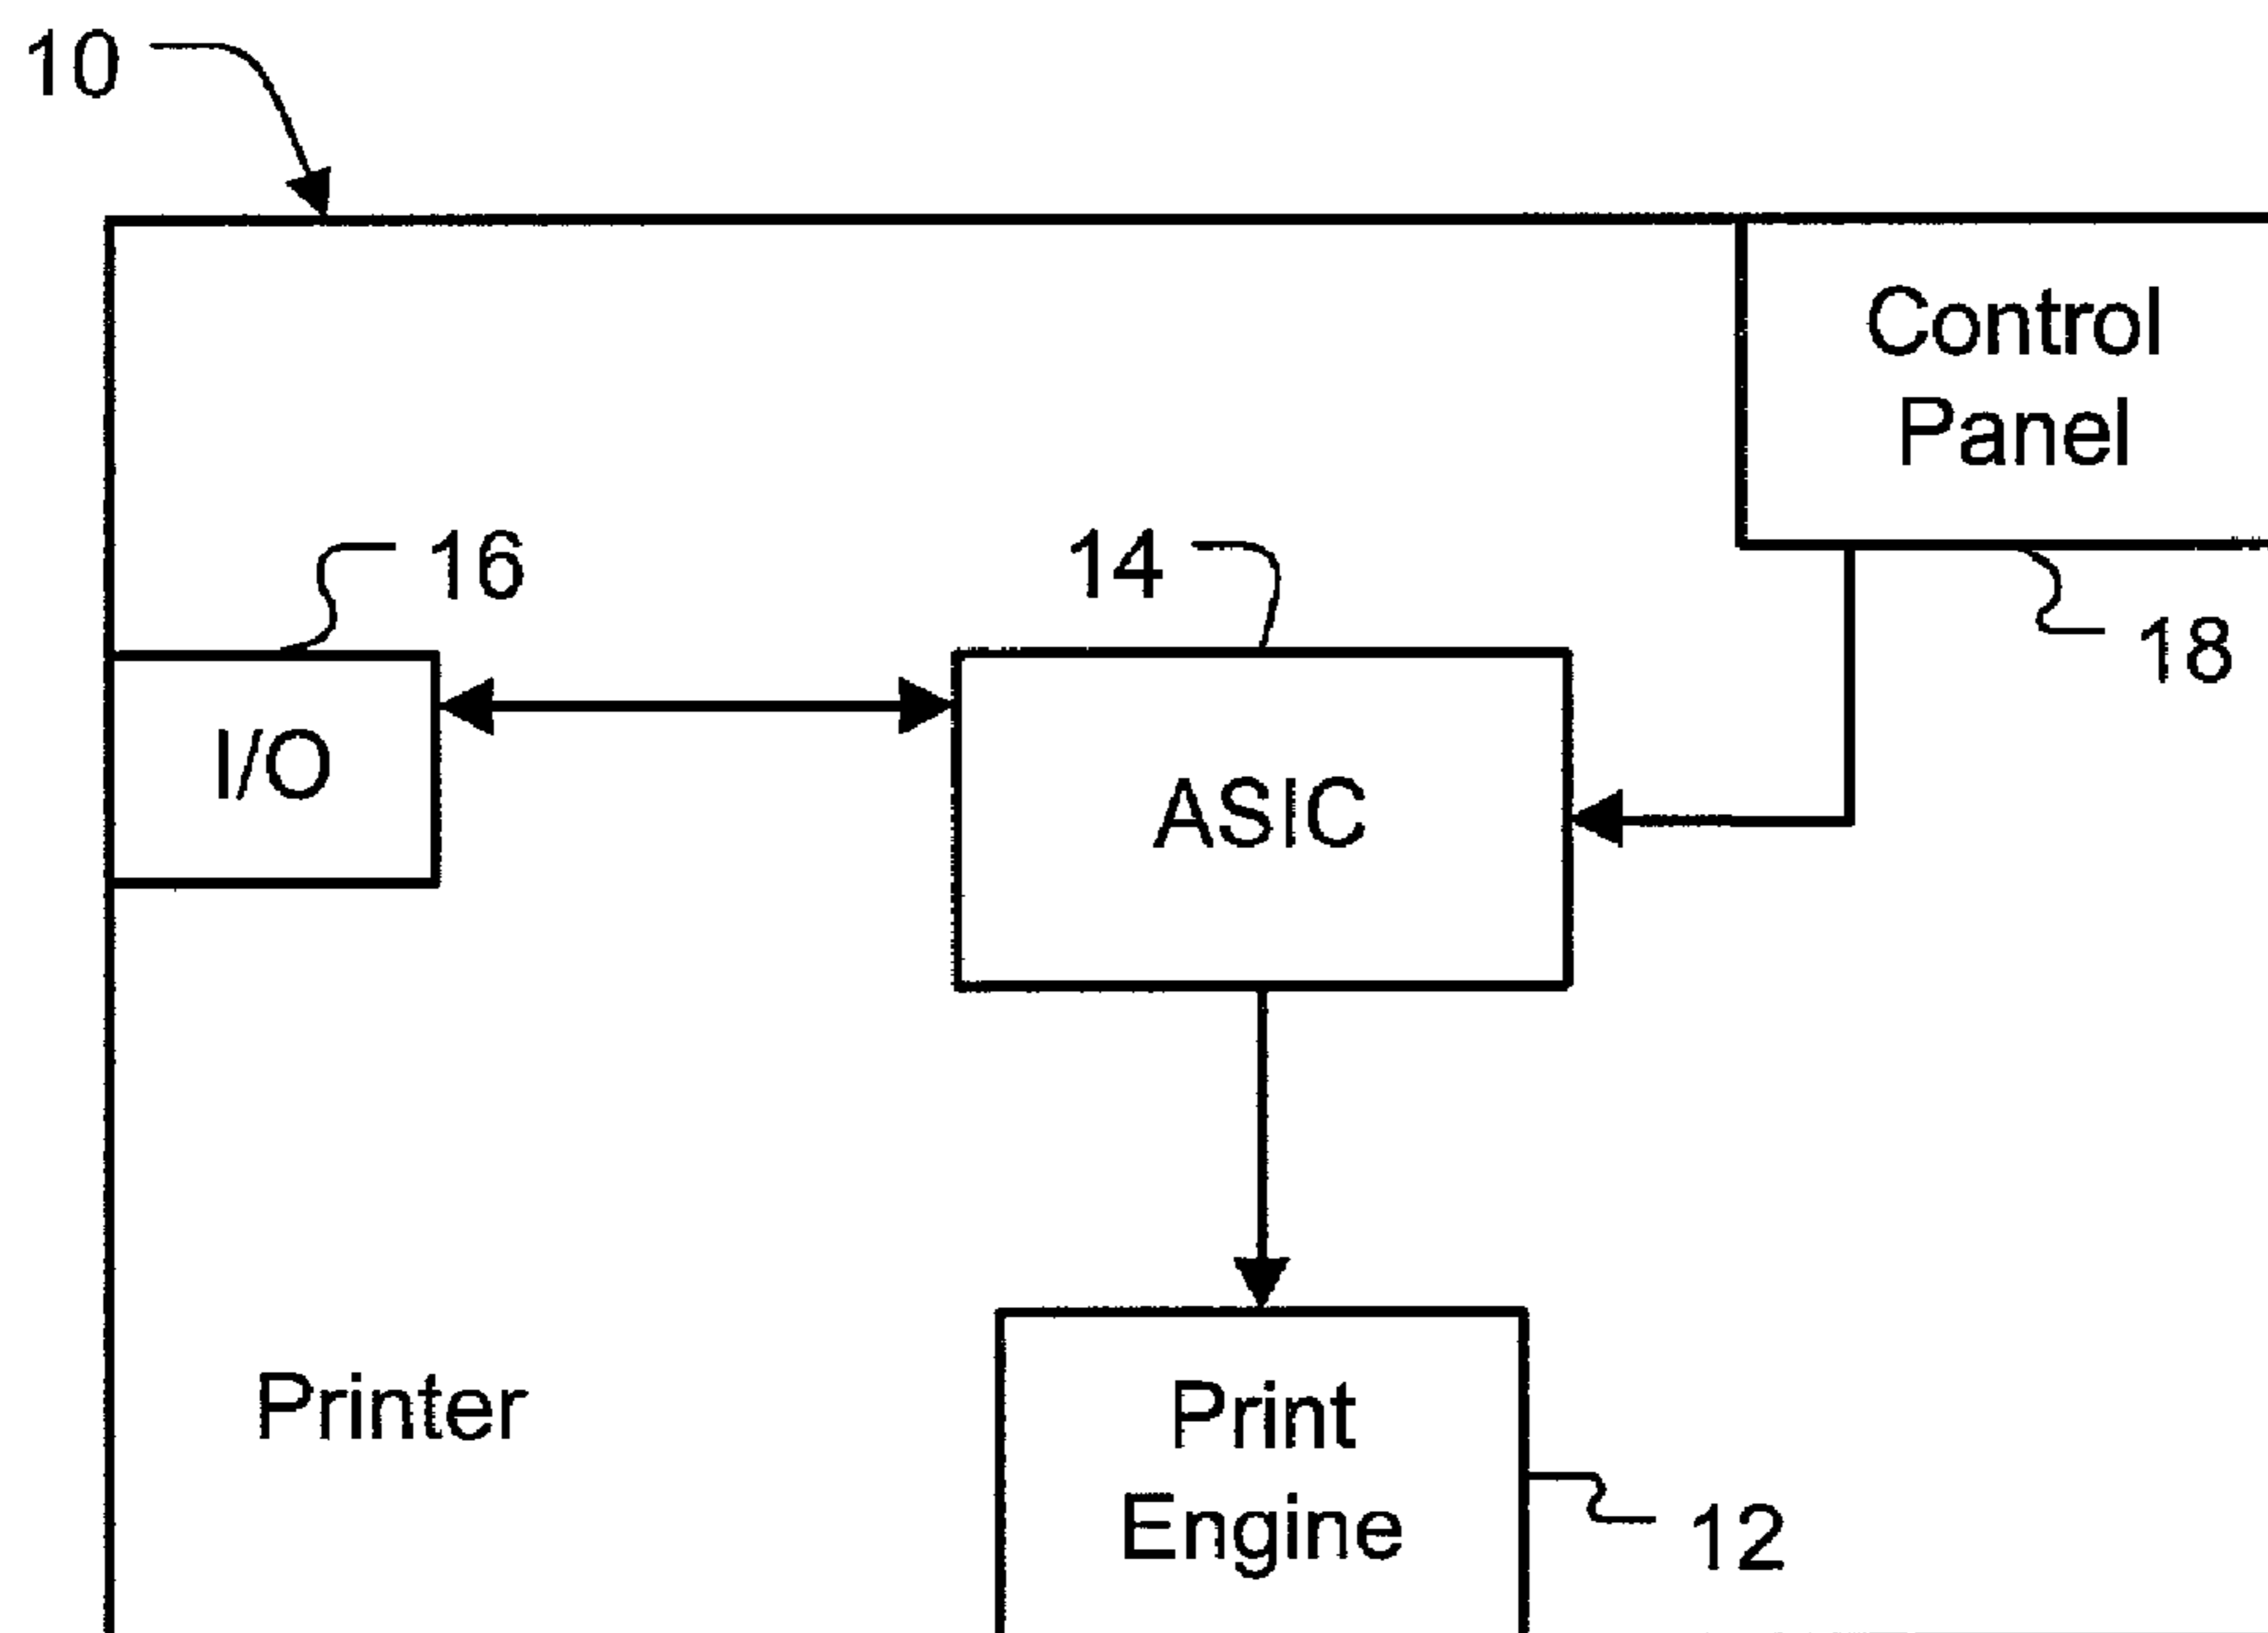 10
Control
Panel
16
14
18
I/O
ASIC
Printer
Print
Engine
12